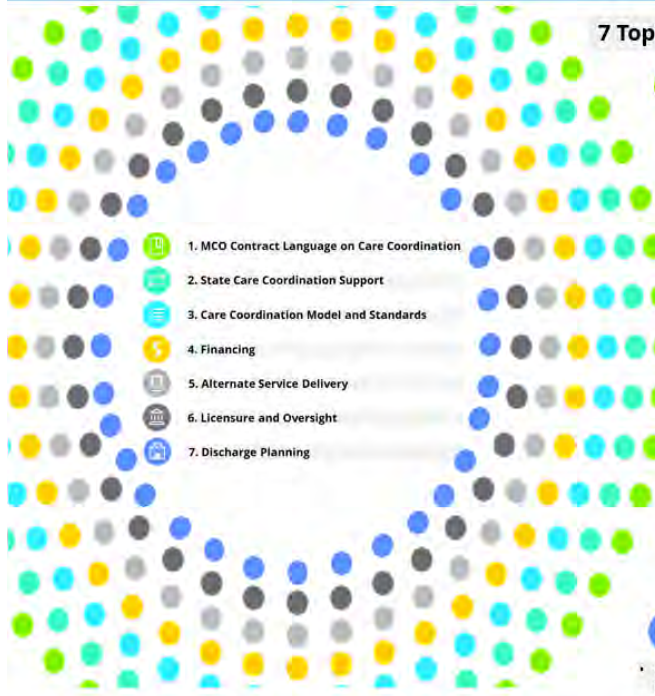 7 Top
1. MCO Contract Language on Care Coordination
2. State Care Coordination Support
3. Care Coordination Model and Standards
4. Financing
5. Alternate Service Delivery
6. Licensure and Oversight
7. Discharge Planning